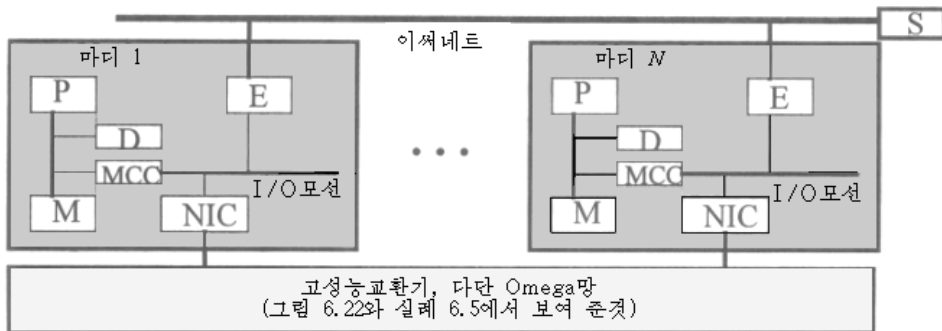 S
이써네트
마디 1
P
E
D
MCC
I/O모선
M
NIC
...
마디 N
P
E
D
MCC
I/O모선
M
NIC
고성능교환기, 다단 Omega망
(그림 6.22와 실례 6.5에서 보여 준것)